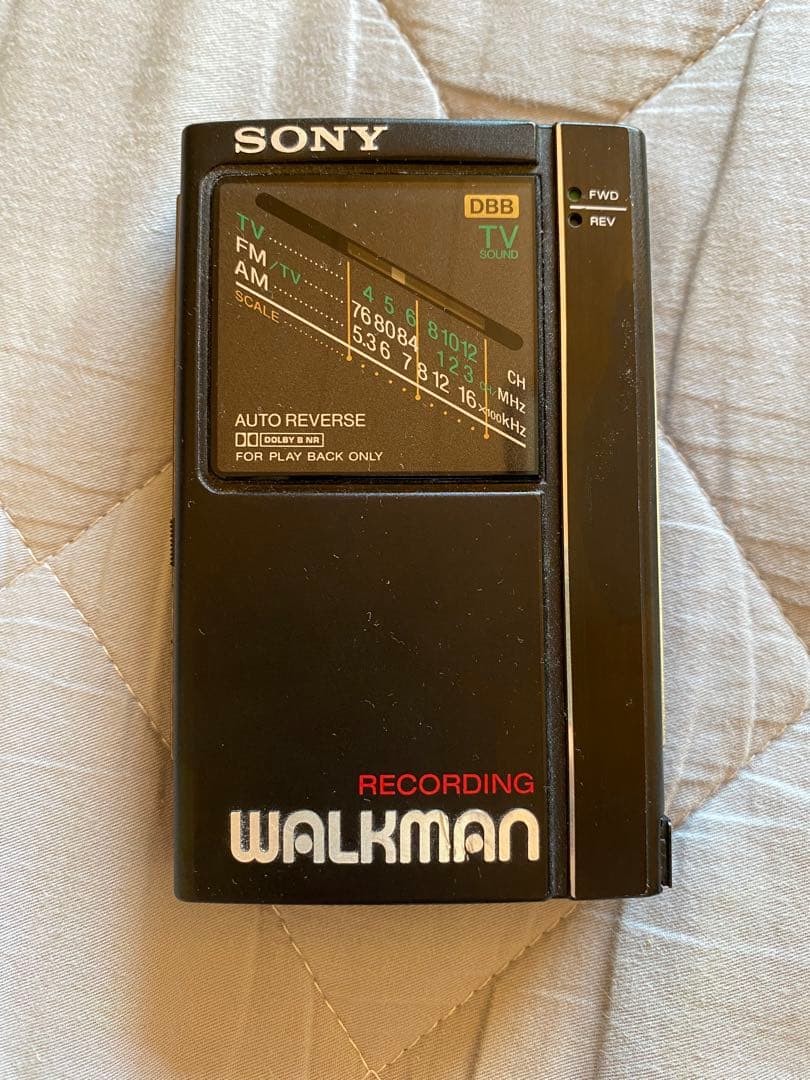 SONY
DBB
FWD
REV
TV
SOUND
TV
FM/TV
AM
SCALE
4 5 6 8 10 12 CH
76 80 84 1 2 3 CH/MHz
5.3 6 7 8 12 16 ×100kHz
AUTO REVERSE
DOLBY B NR
FOR PLAY BACK ONLY
RECORDING
WALKMAN